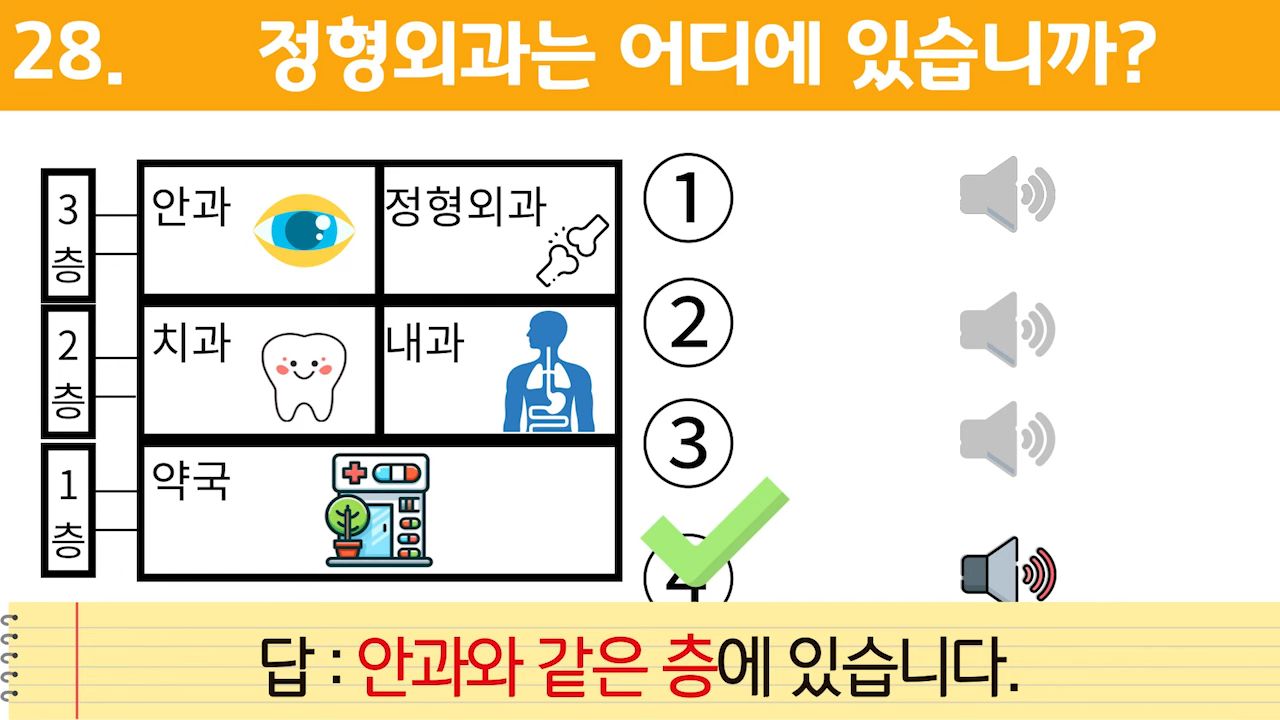 28. 정형외과는 어디에 있습니까?
3층
안과
정형외과
2층
치과
내과
1층
약국
①
②
③
④
답 : 안과와 같은 층에 있습니다.